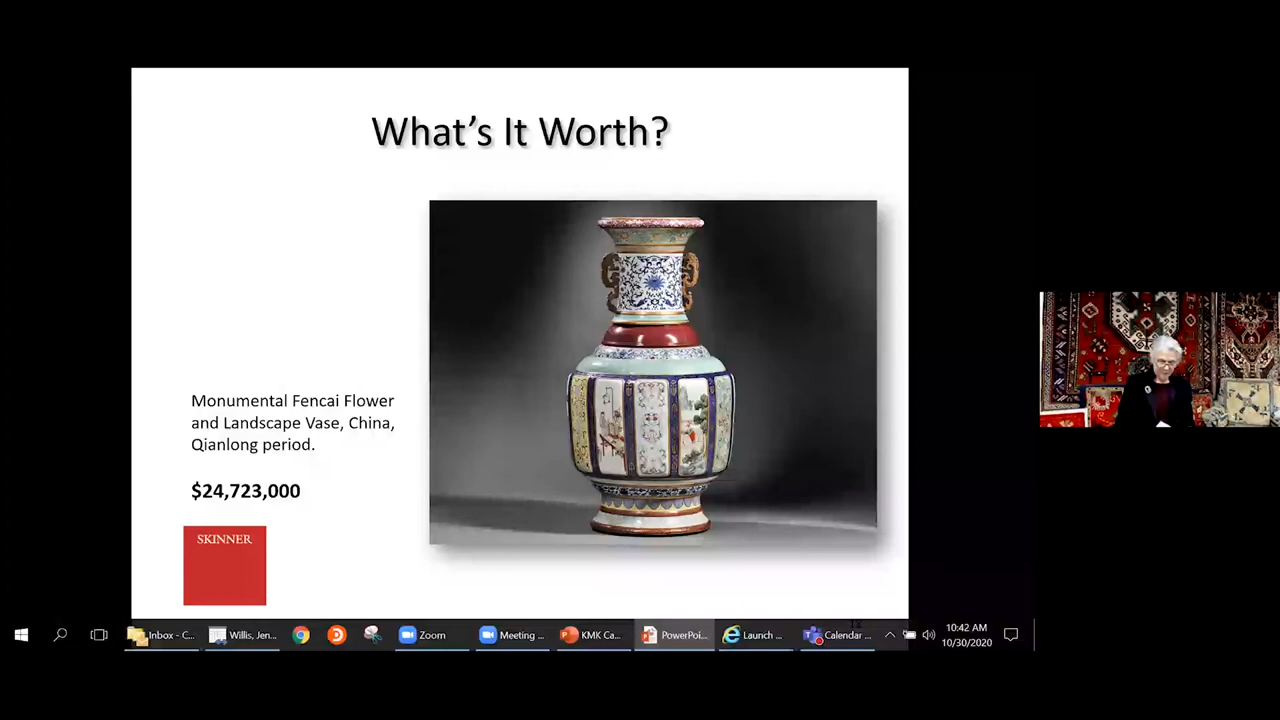 What's It Worth?
Monumental Fencai Flower
and Landscape Vase, China,
Qianlong period.
$24,723,000
SKINNER
Inbox - C...
Willis, Jen...
Zoom
Meeting ...
KMK Ca...
PowerPoi...
Launch ...
Calendar ...
10:42 AM
10/30/2020